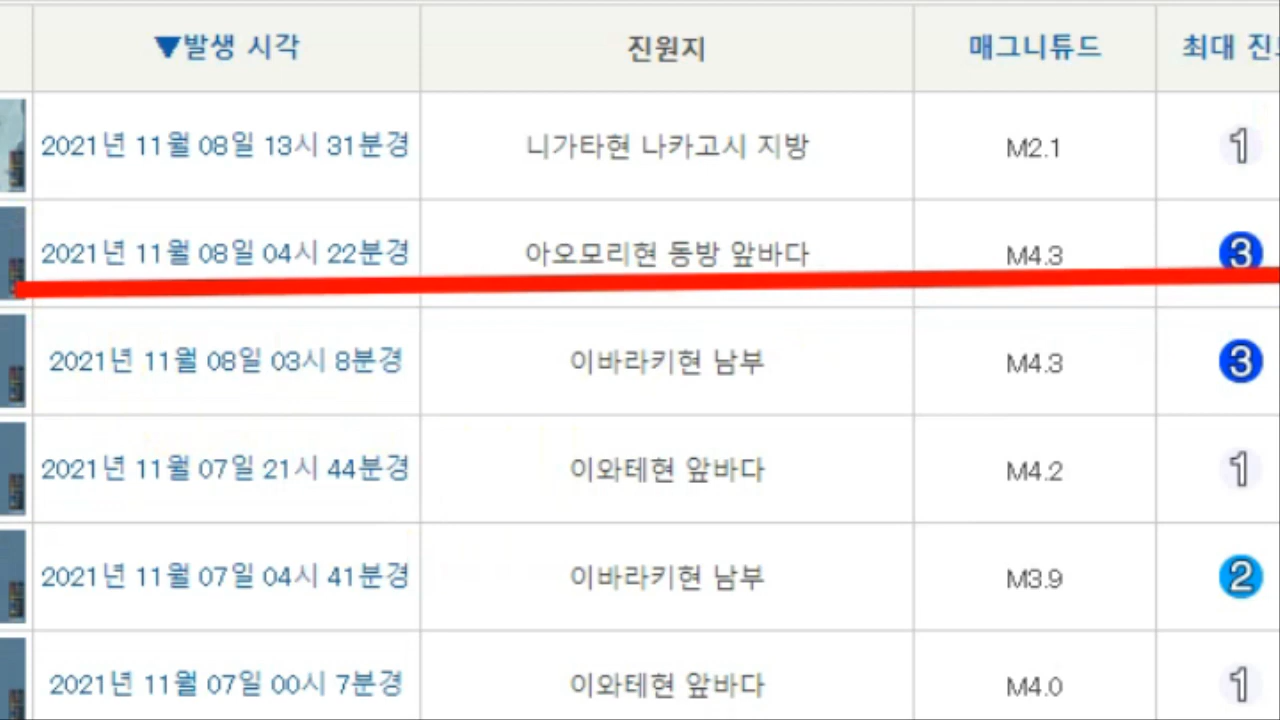 ▼발생 시각 진원지 매그니튜드 최대 진
2021년 11월 08일 13시 31분경 니가타현 나카고시 지방 M2.1 1
2021년 11월 08일 04시 22분경 아오모리현 동방 앞바다 M4.3 3
2021년 11월 08일 03시 8분경 이바라키현 남부 M4.3 3
2021년 11월 07일 21시 44분경 이와테현 앞바다 M4.2 1
2021년 11월 07일 04시 41분경 이바라키현 남부 M3.9 2
2021년 11월 07일 00시 7분경 이와테현 앞바다 M4.0 1